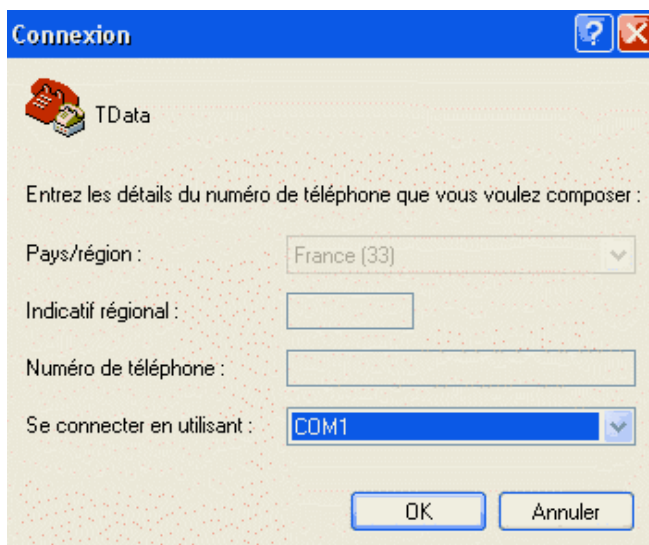 Connexion
TData
Entrez les détails du numéro de téléphone que vous voulez composer :
Pays/région :
France (33)
Indicatif régional :
Numéro de téléphone :
Se connecter en utilisant :
COM1
OK
Annuler